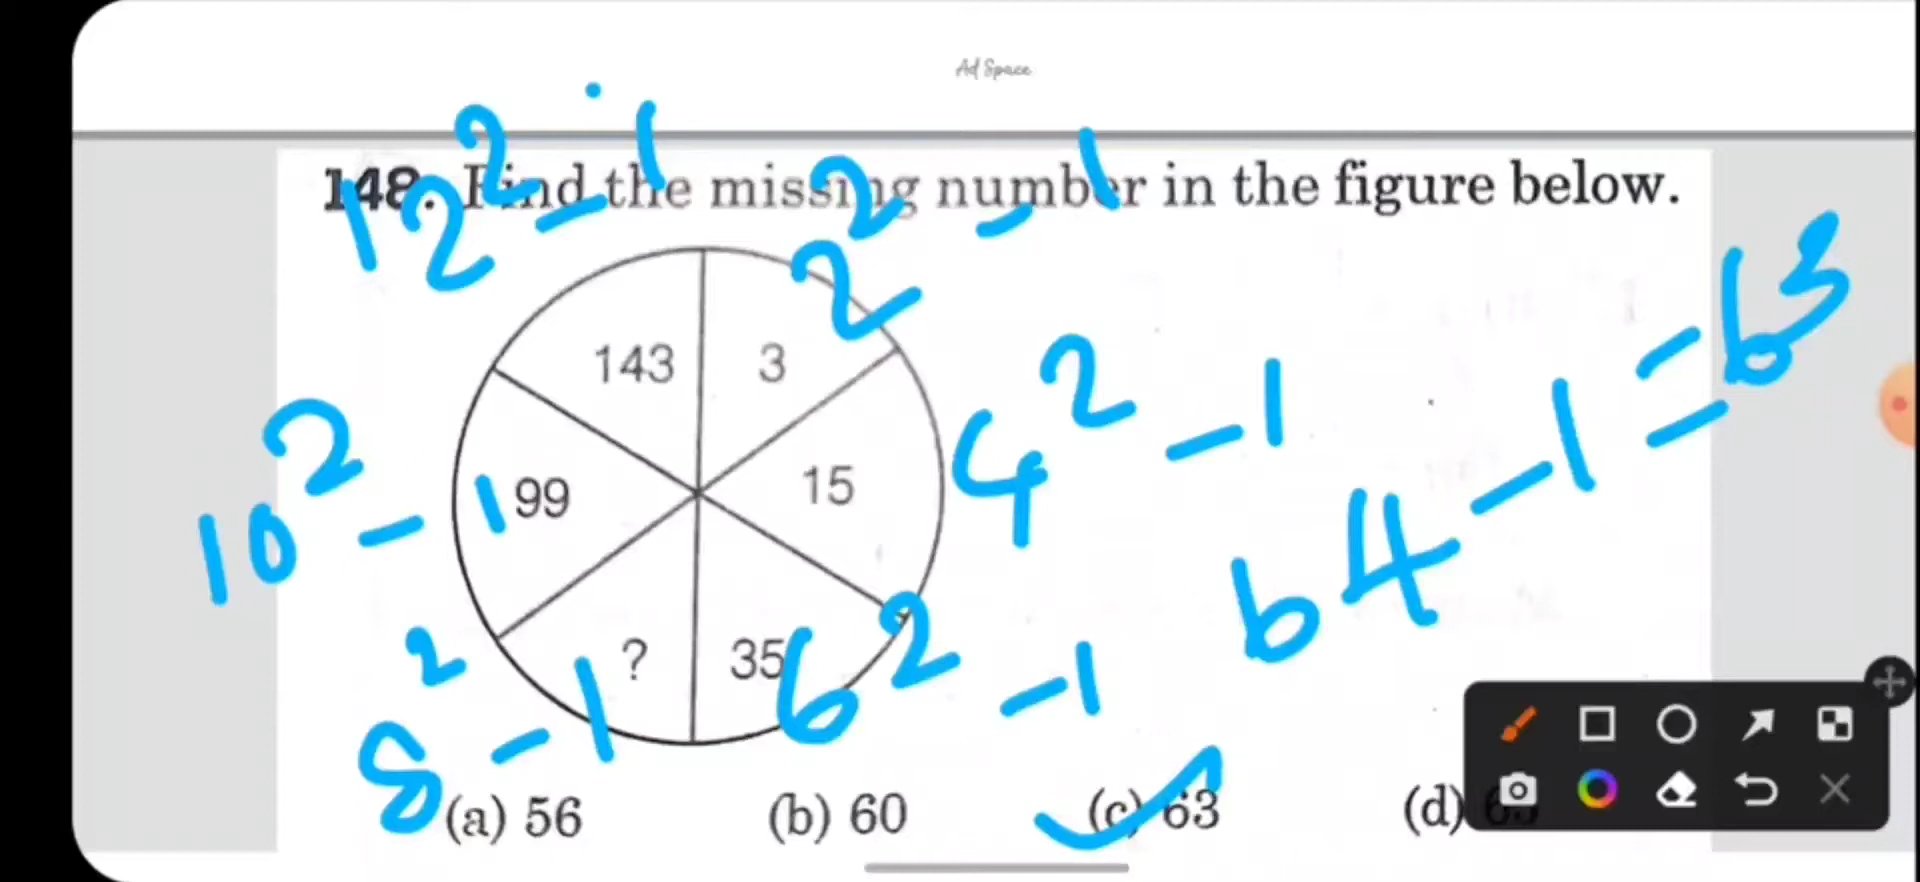 Ad Space
12² - 1
2² - 1
148. Find the missing number in the figure below.
143
3
4² - 1
64 - 1 = 63
10² - 1
99
15
?
35
8² - 1
6² - 1
(a) 56
(b) 60
(c) 63
(d)